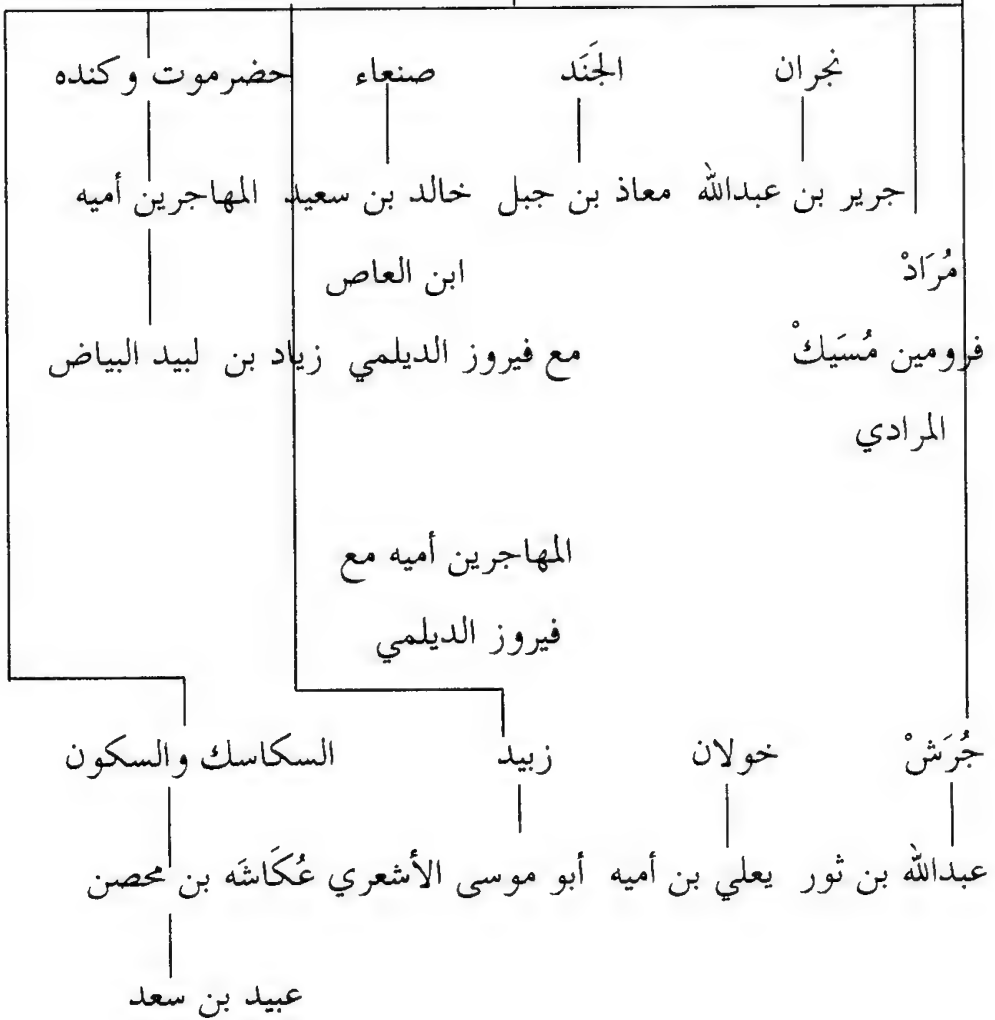 نجران الجَنَد صنعاء حضرموت وكنده
جرير بن عبدالله معاذ بن جبل خالد بن سعيد المهاجرين أميه
مُرَادْ ابن العاص
فرومين مُسَيكْ مع فيروز الديلمي زياد بن لبيد البياض
المرادي
المهاجرين أميه مع
فيروز الديلمي
جُرَشْ خولان زبيد السكاسك والسكون
عبدالله بن ثور يعلي بن أميه أبو موسى الأشعري عُكَاشَه بن محصن
عبيد بن سعد